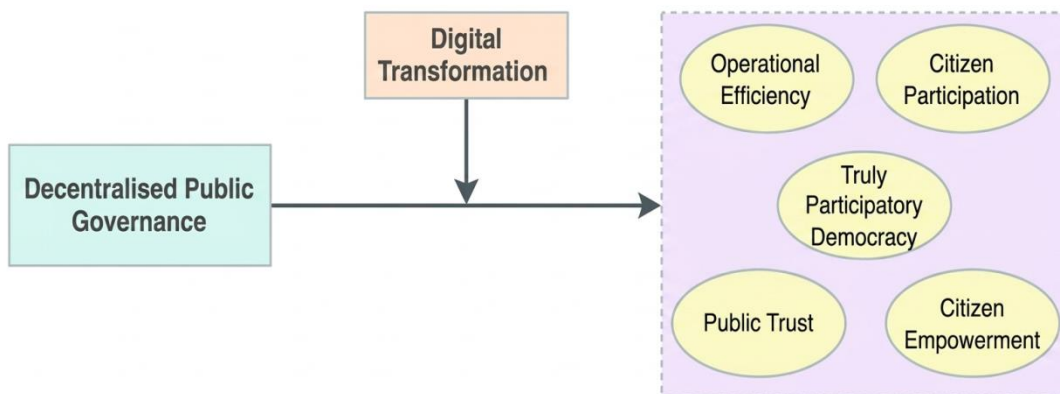 Digital
Transformation
Decentralised Public
Governance
Operational
Efficiency
Citizen
Participation
Truly
Participatory
Democracy
Public Trust
Citizen
Empowerment